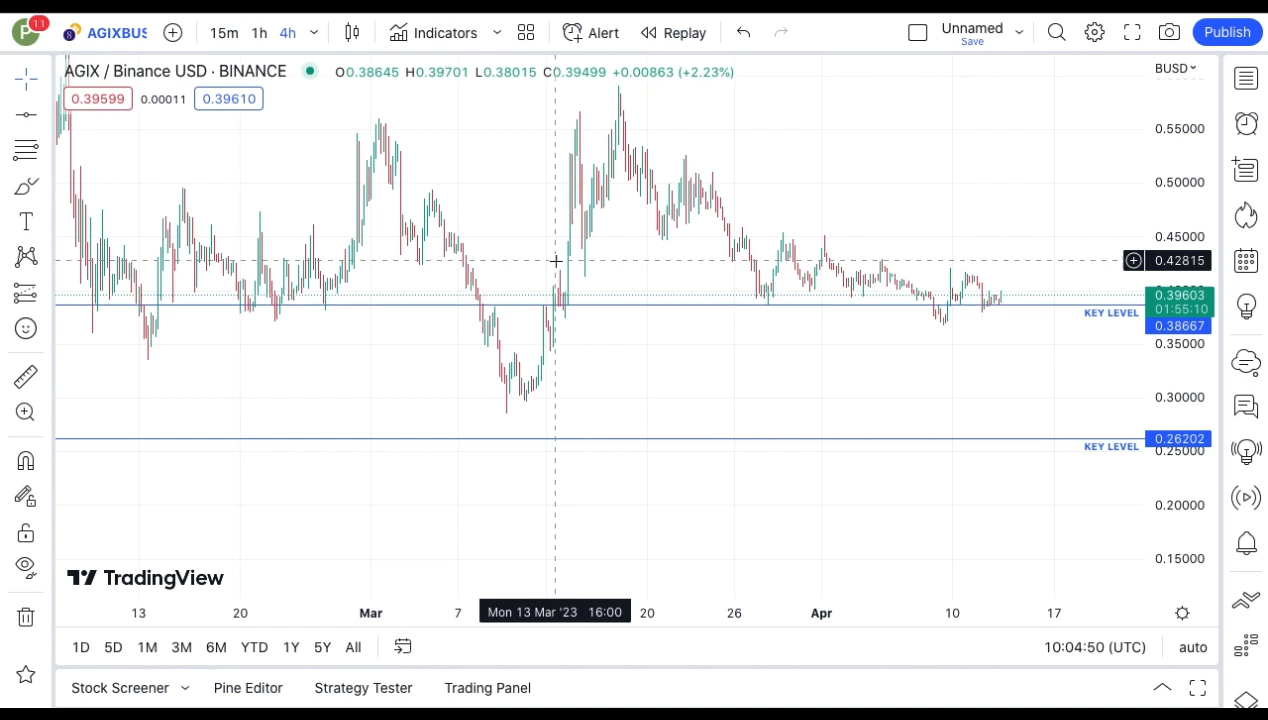 P 11 AGIXBUS 15m 1h 4h Indicators Alert Replay Unnamed Save Publish
AGIX / Binance USD · BINANCE O0.38645 H0.39701 L0.38015 C0.39499 +0.00863 (+2.23%) BUSD
0.39599 0.00011 0.39610
0.55000
0.50000
0.45000
0.42815
0.39603
01:55:10
KEY LEVEL 0.38667
0.35000
0.30000
0.26202
KEY LEVEL
0.25000
0.20000
0.15000
TradingView
13 20 Mar 7 Mon 13 Mar '23 16:00 20 26 Apr 10 17
1D 5D 1M 3M 6M YTD 1Y 5Y All 10:04:50 (UTC) auto
Stock Screener Pine Editor Strategy Tester Trading Panel